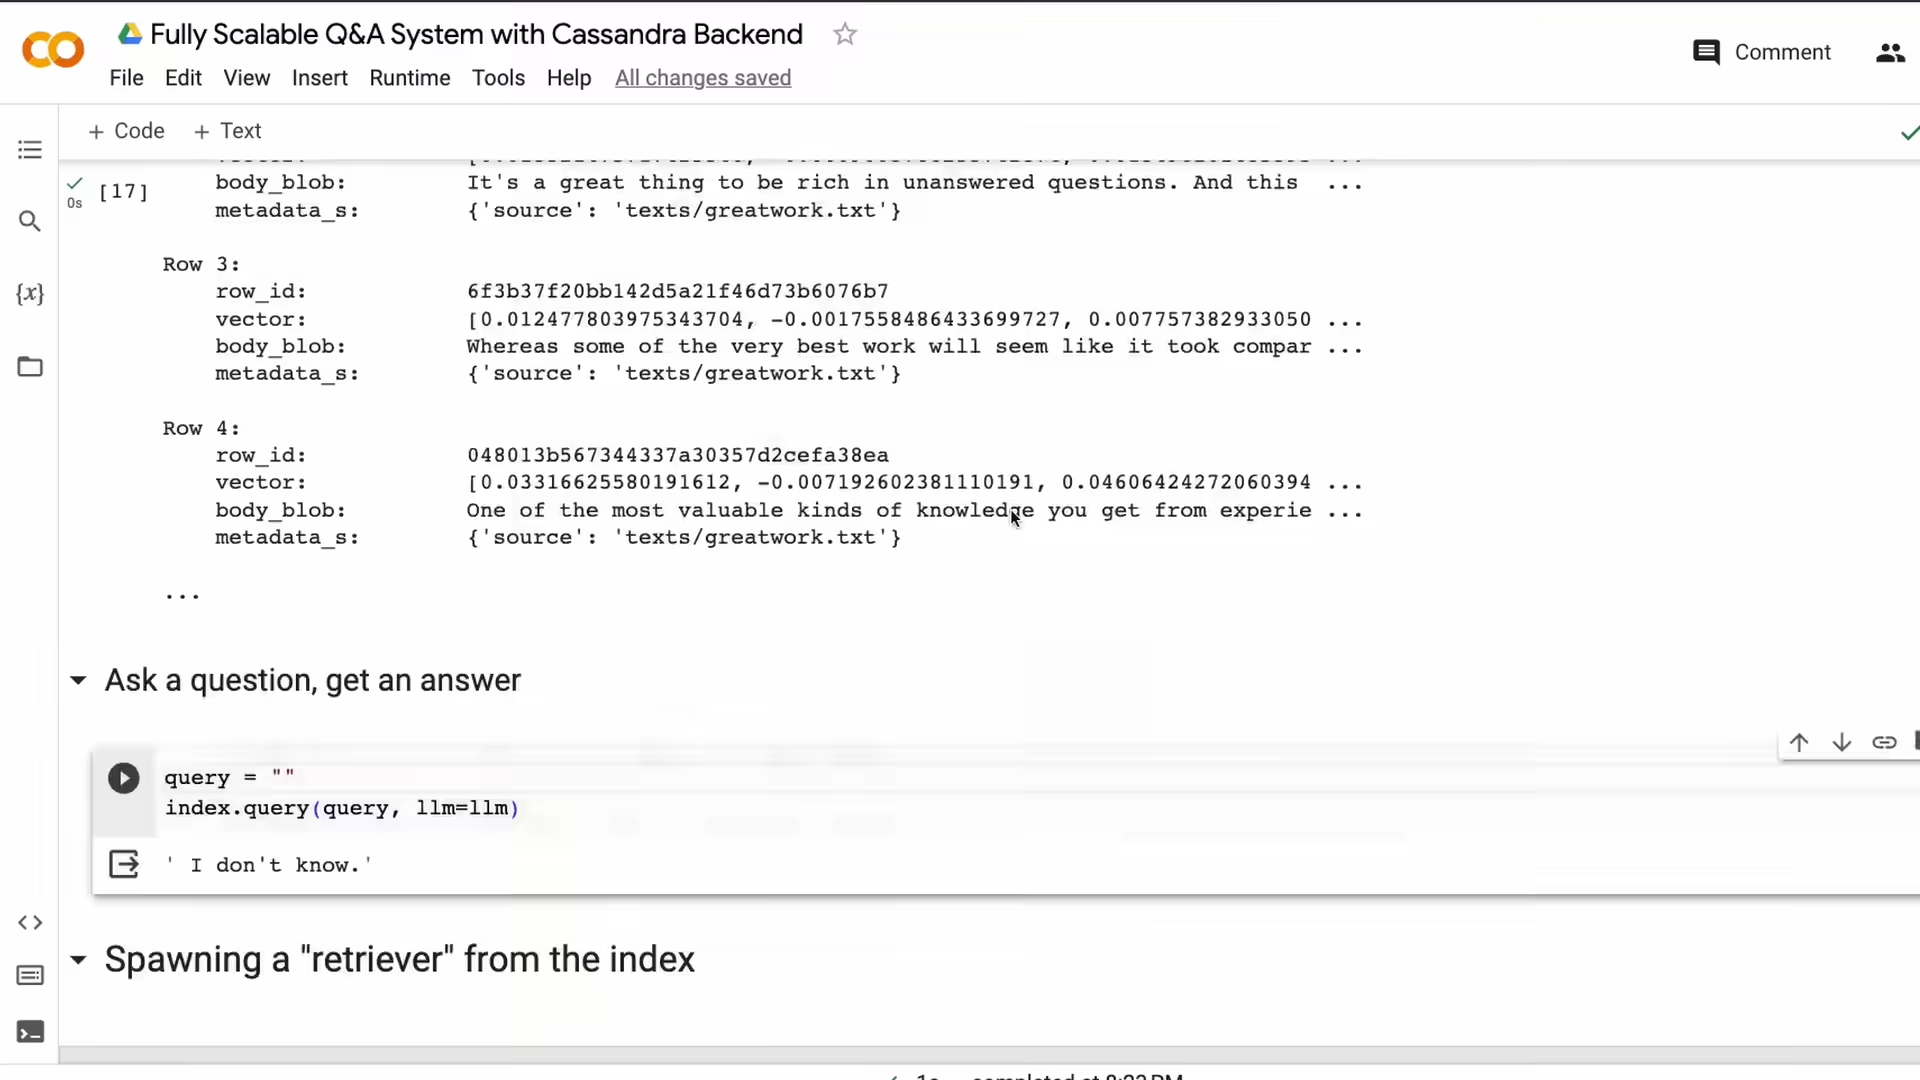 Fully Scalable Q&A System with Cassandra Backend
Comment
File Edit View Insert Runtime Tools Help All changes saved
+ Code + Text
[17]
0s
body_blob: It's a great thing to be rich in unanswered questions. And this ...
metadata_s: {'source': 'texts/greatwork.txt'}
Row 3:
row_id: 6f3b37f20bb142d5a21f46d73b6076b7
vector: [0.012477803975343704, -0.0017558486433699727, 0.007757382933050 ...
body_blob: Whereas some of the very best work will seem like it took compar ...
metadata_s: {'source': 'texts/greatwork.txt'}
Row 4:
row_id: 048013b567344337a30357d2cefa38ea
vector: [0.03316625580191612, -0.007192602381110191, 0.04606424272060394 ...
body_blob: One of the most valuable kinds of knowledge you get from experie ...
metadata_s: {'source': 'texts/greatwork.txt'}
...
Ask a question, get an answer
query = ""
index.query(query, llm=llm)
' I don't know.'
Spawning a "retriever" from the index